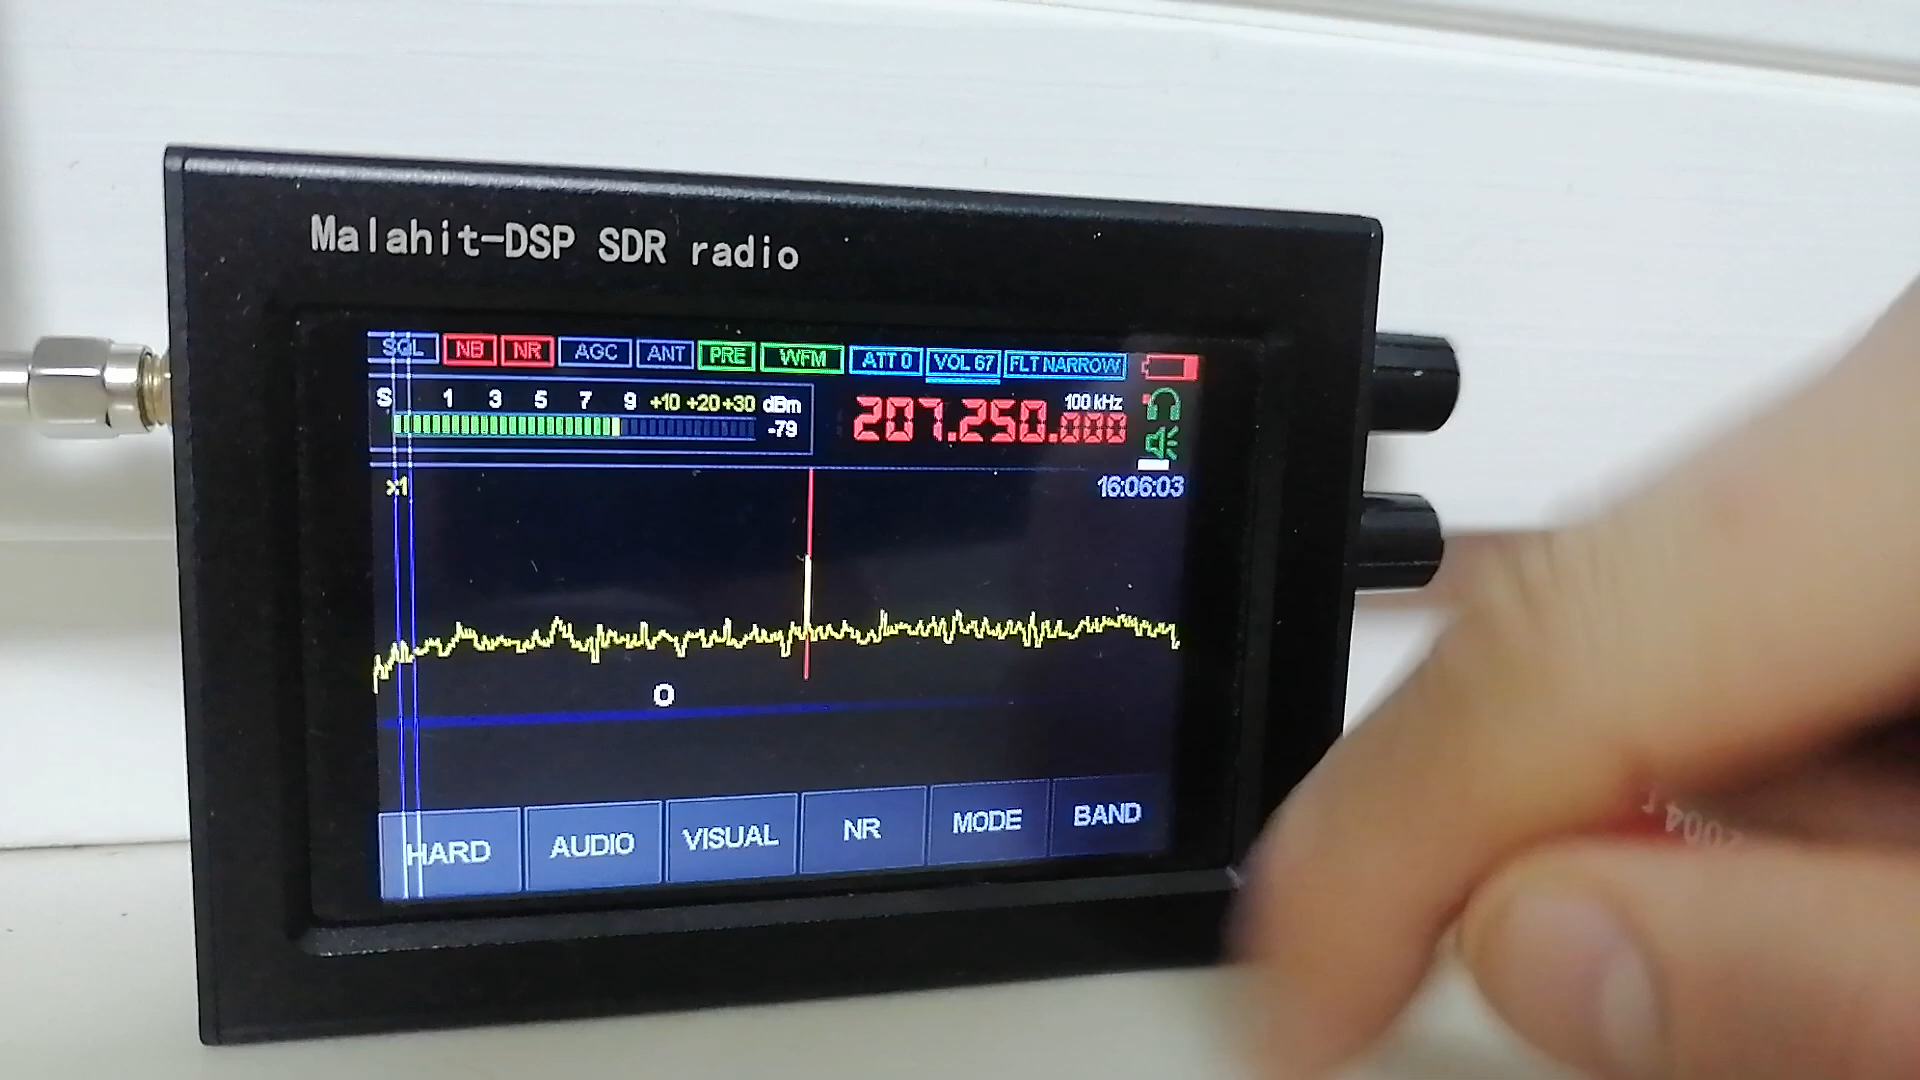 Malahit-DSP SDR radio
SGL NB NR AGC ANT PRE WFM ATT 0 VOL 67 FLT NARROW
S 1 3 5 7 9 +10 +20 +30 dBm
-79
100 kHz
207.250.000
x1
16:06:03
O
HARD AUDIO VISUAL NR MODE BAND
2004